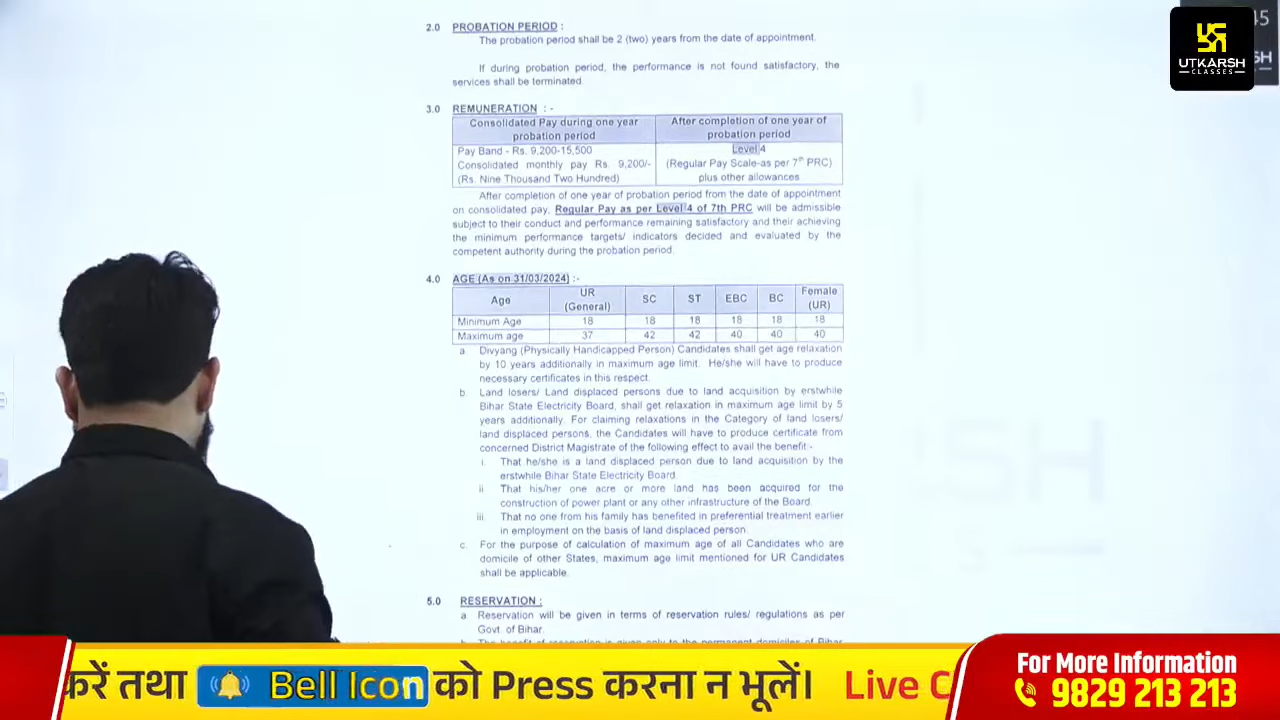 45
SH
UTKARSH
CLASSES
2.0 PROBATION PERIOD :
The probation period shall be 2 (two) years from the date of appointment.
If during probation period, the performance is not found satisfactory, the
services shall be terminated.
3.0 REMUNERATION : -
Consolidated Pay during one year
probation period
After completion of one year of
probation period
Pay Band - Rs. 9,200-15,500
Consolidated monthly pay Rs. 9,200/-
(Rs. Nine Thousand Two Hundred)
Level 4
(Regular Pay Scale-as per 7th PRC)
plus other allowances
After completion of one year of probation period from the date of appointment
on consolidated pay, Regular Pay as per Level 4 of 7th PRC will be admissible
subject to their conduct and performance remaining satisfactory and their achieving
the minimum performance targets/ indicators decided and evaluated by the
competent authority during the probation period.
4.0 AGE (As on 31/03/2024) :-
Age UR (General) SC ST EBC BC Female (UR)
Minimum Age 18 18 18 18 18 18
Maximum age 37 42 42 40 40 40
a Divyang (Physically Handicapped Person) Candidates shall get age relaxation
by 10 years additionally in maximum age limit. He/she will have to produce
necessary certificates in this respect.
b Land losers/ Land displaced persons due to land acquisition by erstwhile
Bihar State Electricity Board, shall get relaxation in maximum age limit by 5
years additionally. For claiming relaxations in the Category of land losers/
land displaced persons, the Candidates will have to produce certificate from
concerned District Magistrate of the following effect to avail the benefit:-
i. That he/she is a land displaced person due to land acquisition by the
erstwhile Bihar State Electricity Board.
ii That his/her one acre or more land has been acquired for the
construction of power plant or any other infrastructure of the Board.
iii. That no one from his family has benefited in preferential treatment earlier
in employment on the basis of land displaced person.
c. For the purpose of calculation of maximum age of all Candidates who are
domicile of other States, maximum age limit mentioned for UR Candidates
shall be applicable.
5.0 RESERVATION :
a Reservation will be given in terms of reservation rules/ regulations as per
Govt. of Bihar.
b The benefit of reservation is given only to the permanent domiciles of Bihar
करें तथा Bell Icon को Press करना न भूलें। Live C
For More Information
9829 213 213